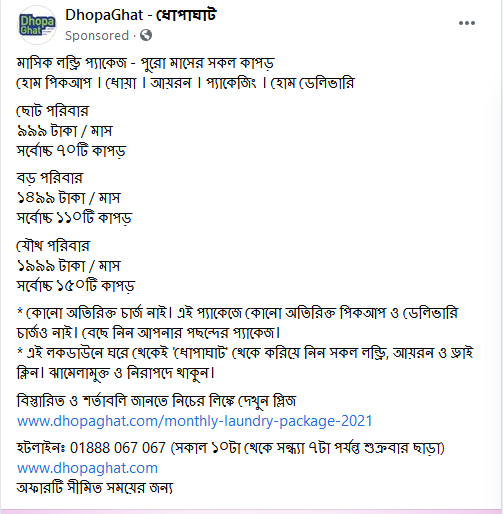 Dhopa
Ghat
DhopaGhat - ধোপাঘাট
Sponsored ·
মাসিক লন্ড্রি প্যাকেজ - পুরো মাসের সকল কাপড়
হোম পিকআপ । ধোয়া । আয়রন । প্যাকেজিং । হোম ডেলিভারি
ছোট পরিবার
৯৯৯ টাকা / মাস
সর্বোচ্চ ৭০টি কাপড়
বড় পরিবার
১৪৯৯ টাকা / মাস
সর্বোচ্চ ১১০টি কাপড়
যৌথ পরিবার
১৯৯৯ টাকা / মাস
সর্বোচ্চ ১৫০টি কাপড়
* কোনো অতিরিক্ত চার্জ নাই। এই প্যাকেজে কোনো অতিরিক্ত পিকআপ ও ডেলিভারি
চার্জও নাই। বেছে নিন আপনার পছন্দের প্যাকেজ।
* এই লকডাউনে ঘরে থেকেই 'ধোপাঘাট' থেকে করিয়ে নিন সকল লন্ড্রি, আয়রন ও ড্রাই
ক্লিন। ঝামেলামুক্ত ও নিরাপদে থাকুন।
বিস্তারিত ও শর্তাবলি জানতে নিচের লিঙ্কে দেখুন প্লিজ
www.dhopaghat.com/monthly-laundry-package-2021
হটলাইনঃ 01888 067 067 (সকাল ১০টা থেকে সন্ধ্যা ৭টা পর্যন্ত শুক্রবার ছাড়া)
www.dhopaghat.com
অফারটি সীমিত সময়ের জন্য